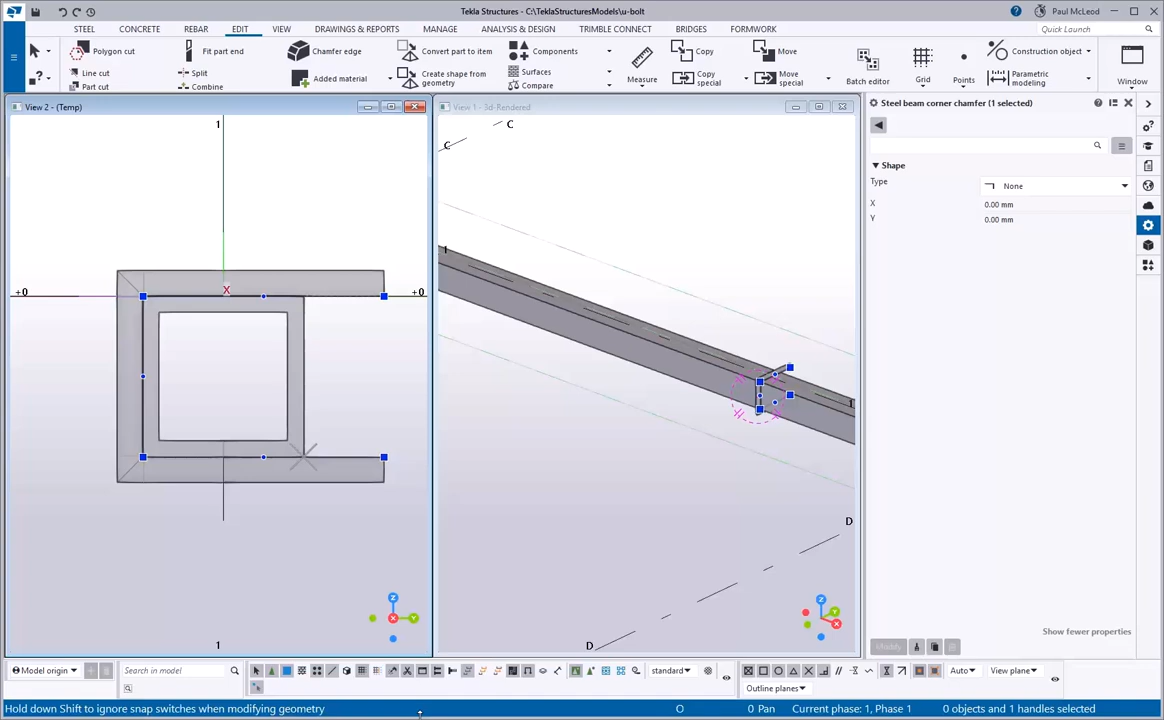 Tekla Structures - C:\TeklaStructuresModels\u-bolt
Paul McLeod
STEEL CONCRETE REBAR EDIT VIEW DRAWINGS & REPORTS MANAGE ANALYSIS & DESIGN TRIMBLE CONNECT BRIDGES FORMWORK
Quick Launch
Polygon cut
Line cut
Part cut
Fit part end
Split
Combine
Chamfer edge
Added material
Convert part to item
Create shape from geometry
Components
Surfaces
Compare
Measure
Copy
Copy special
Move
Move special
Batch editor
Grid
Points
Construction object
Parametric modeling
Window
View 2 - (Temp)
1
X
+0
+0
1
View 1 - 3d-Rendered
C
C
1
1
D
D
Z
X
Y
Z
Y
X
Steel beam corner chamfer (1 selected)
Shape
Type None
X 0.00 mm
Y 0.00 mm
Show fewer properties
Modify
Model origin
Search in model
standard
Auto
View plane
Outline planes
Hold down Shift to ignore snap switches when modifying geometry
O
0 Pan
Current phase: 1, Phase 1
0 objects and 1 handles selected